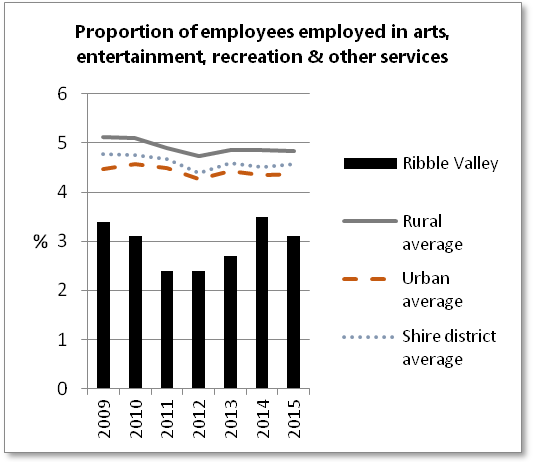 Proportion of employees employed in arts,
entertainment, recreation & other services
6
5
4
3
2
1
0
%
2009
2010
2011
2012
2013
2014
2015
Ribble Valley
Rural
average
Urban
average
Shire district
average